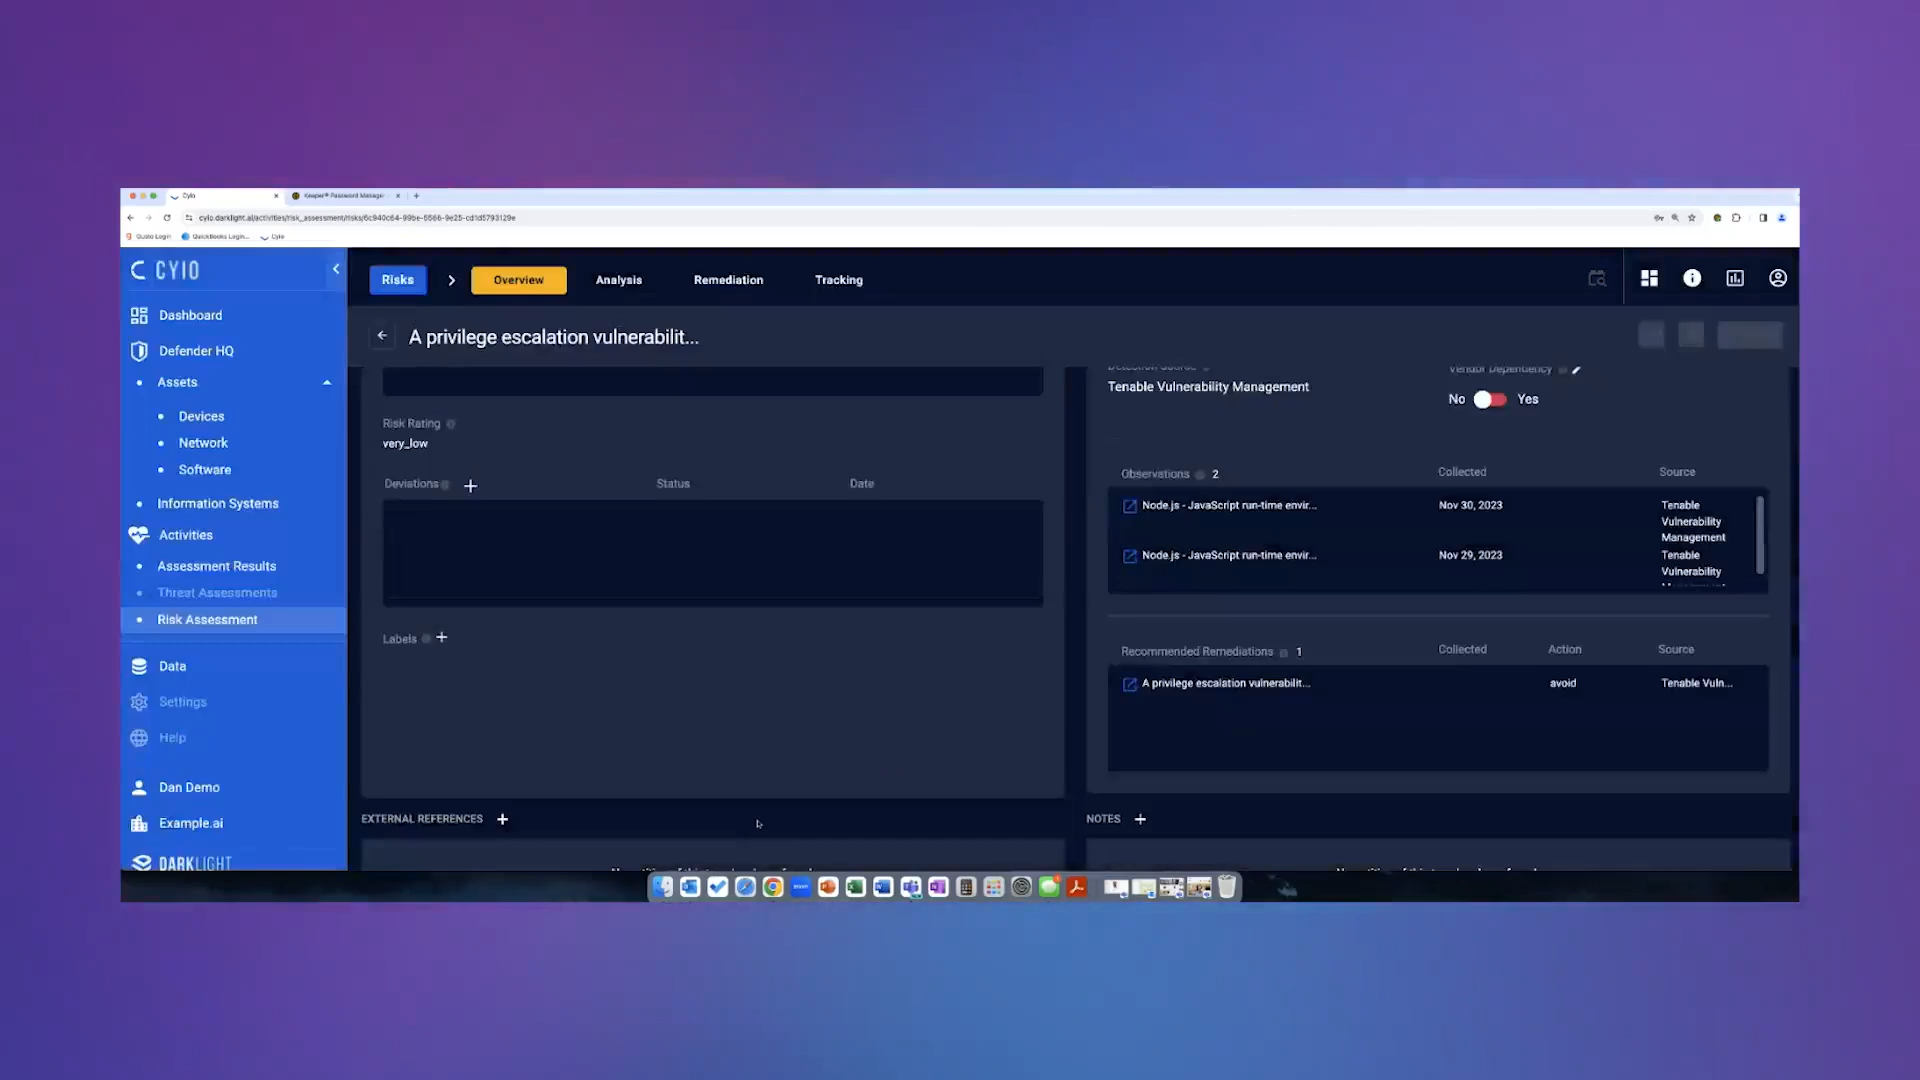 Cyio
Keeper® Password Manage
cyio.darklight.ai/activities/risk_assessment/risks/6c940c64-99be-5566-9e25-cd1d5793129e
Gusto Login
QuickBooks Login...
Cyio
CYIO
Dashboard
Defender HQ
Assets
Devices
Network
Software
Information Systems
Activities
Assessment Results
Threat Assessments
Risk Assessment
Data
Settings
Help
Dan Demo
Example.ai
DARKLIGHT
Risks
Overview
Analysis
Remediation
Tracking
A privilege escalation vulnerabilit...
Risk Rating
very_low
Deviations
Status
Date
Labels
EXTERNAL REFERENCES
Detection Source
Tenable Vulnerability Management
Vendor Dependency
No
Yes
Observations 2
Collected
Source
Node.js - JavaScript run-time envir...
Nov 30, 2023
Tenable
Vulnerability
Management
Node.js - JavaScript run-time envir...
Nov 29, 2023
Tenable
Vulnerability
Recommended Remediations 1
Collected
Action
Source
A privilege escalation vulnerabilit...
avoid
Tenable Vuln...
NOTES